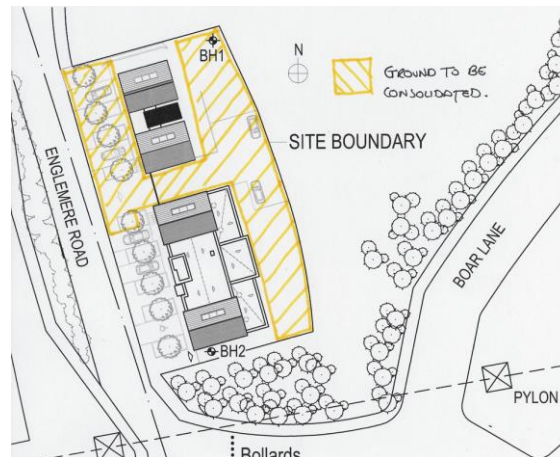 BH1
N
GROUND TO BE
CONSOLIDATED.
SITE BOUNDARY
ENGLEMERE ROAD
BOAR LANE
BH2
PYLON
Bollards